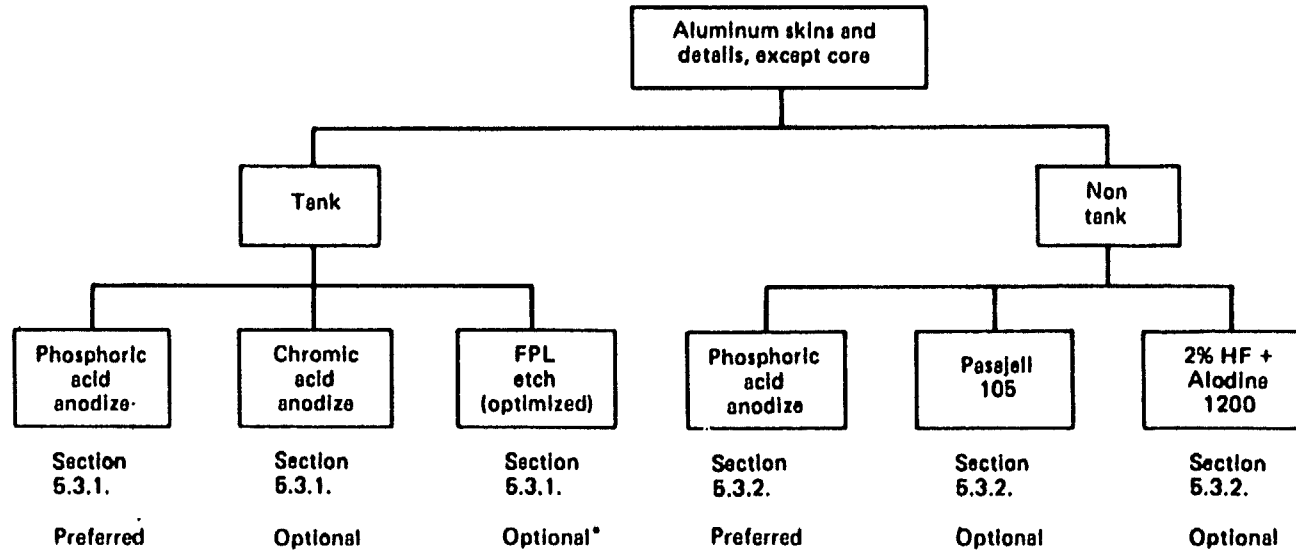 Aluminum skins and
details, except core
Tank
Non
tank
Phosphoric
acid
anodize
Chromic
acid
anodize
FPL
etch
(optimized)
Phosphoric
acid
anodize
Pasajell
105
2% HF +
Alodine
1200
Section
5.3.1.
Section
5.3.1.
Section
5.3.1.
Section
5.3.2.
Section
5.3.2.
Section
5.3.2.
Preferred
Optional
Optional*
Preferred
Optional
Optional